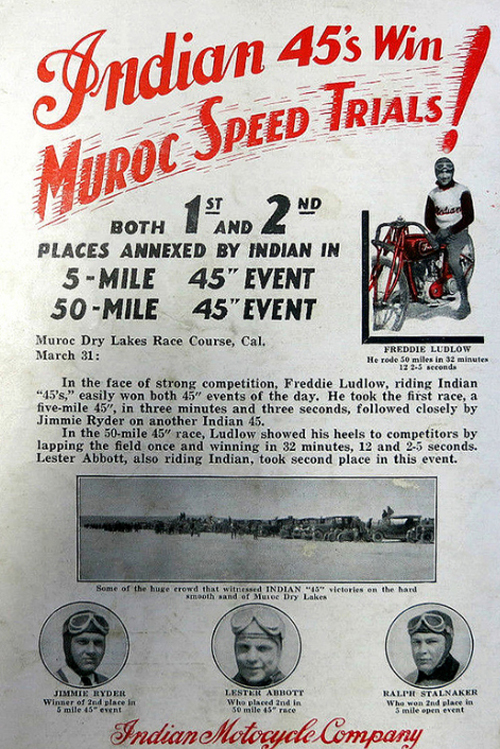 Indian 45's Win
MUROC SPEED TRIALS!
BOTH 1ST AND 2ND
PLACES ANNEXED BY INDIAN IN
5-MILE 45" EVENT
50-MILE 45" EVENT
Indian
FREDDIE LUDLOW
He rode 50 miles in 32 minutes
12 2-5 seconds
Muroc Dry Lakes Race Course, Cal.
March 31:
In the face of strong competition, Freddie Ludlow, riding Indian
"45's," easily won both 45" events of the day. He took the first race, a
five-mile 45", in three minutes and three seconds, followed closely by
Jimmie Ryder on another Indian 45.
In the 50-mile 45" race, Ludlow showed his heels to competitors by
lapping the field once and winning in 32 minutes, 12 and 2-5 seconds.
Lester Abbott, also riding Indian, took second place in this event.
Some of the huge crowd that witnessed INDIAN "45" victories on the hard
smooth sand of Muroc Dry Lakes
JIMMIE RYDER
Winner of 2nd place in
5 mile 45" event
LESTER ABBOTT
Who placed 2nd in
50 mile 45" race
RALPH STALNAKER
Who won 2nd place in
5 mile open event
Indian Motocycle Company